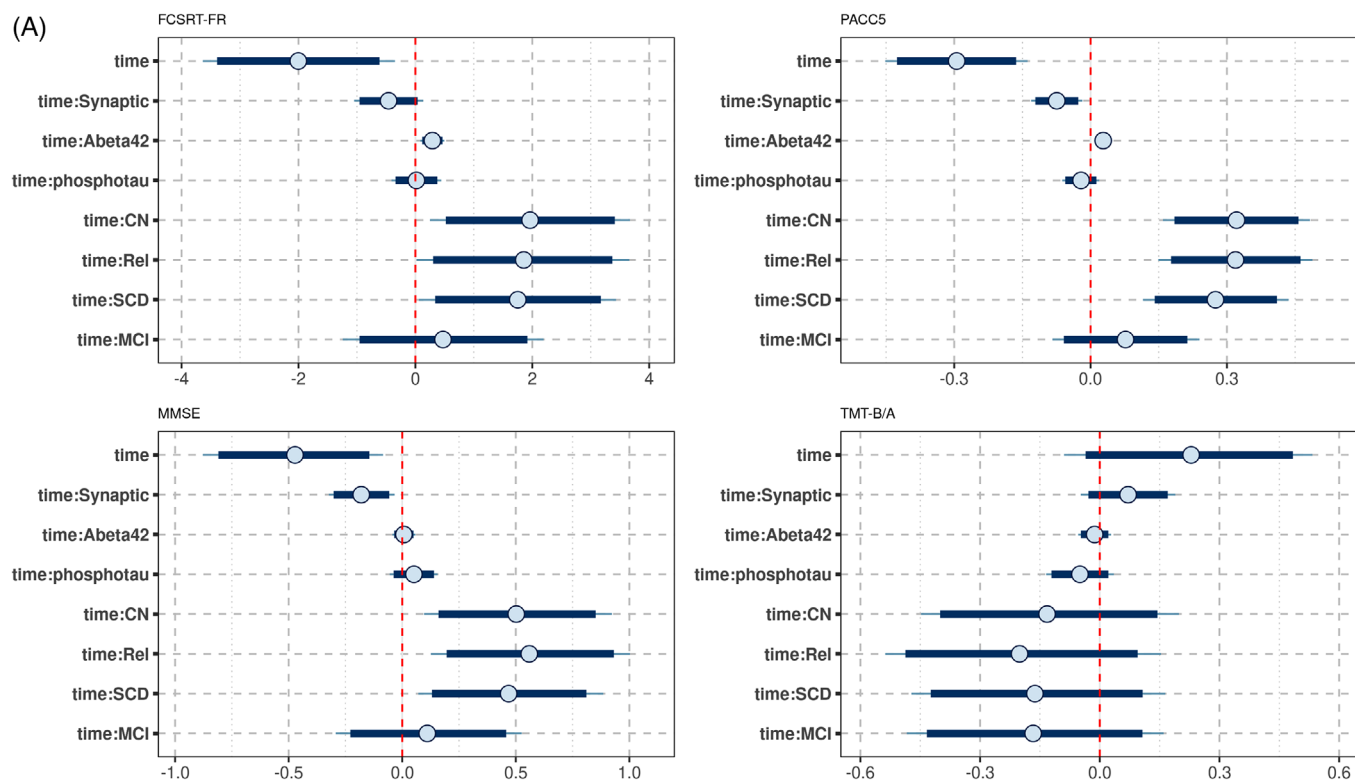 (A)
FCSRT-FR
time
time:Synaptic
time:Abeta42
time:phosphotau
time:CN
time:Rel
time:SCD
time:MCI
-4 -2 0 2 4
PACC5
time
time:Synaptic
time:Abeta42
time:phosphotau
time:CN
time:Rel
time:SCD
time:MCI
-0.3 0.0 0.3
MMSE
time
time:Synaptic
time:Abeta42
time:phosphotau
time:CN
time:Rel
time:SCD
time:MCI
-1.0 -0.5 0.0 0.5 1.0
TMT-B/A
time
time:Synaptic
time:Abeta42
time:phosphotau
time:CN
time:Rel
time:SCD
time:MCI
-0.6 -0.3 0.0 0.3 0.6